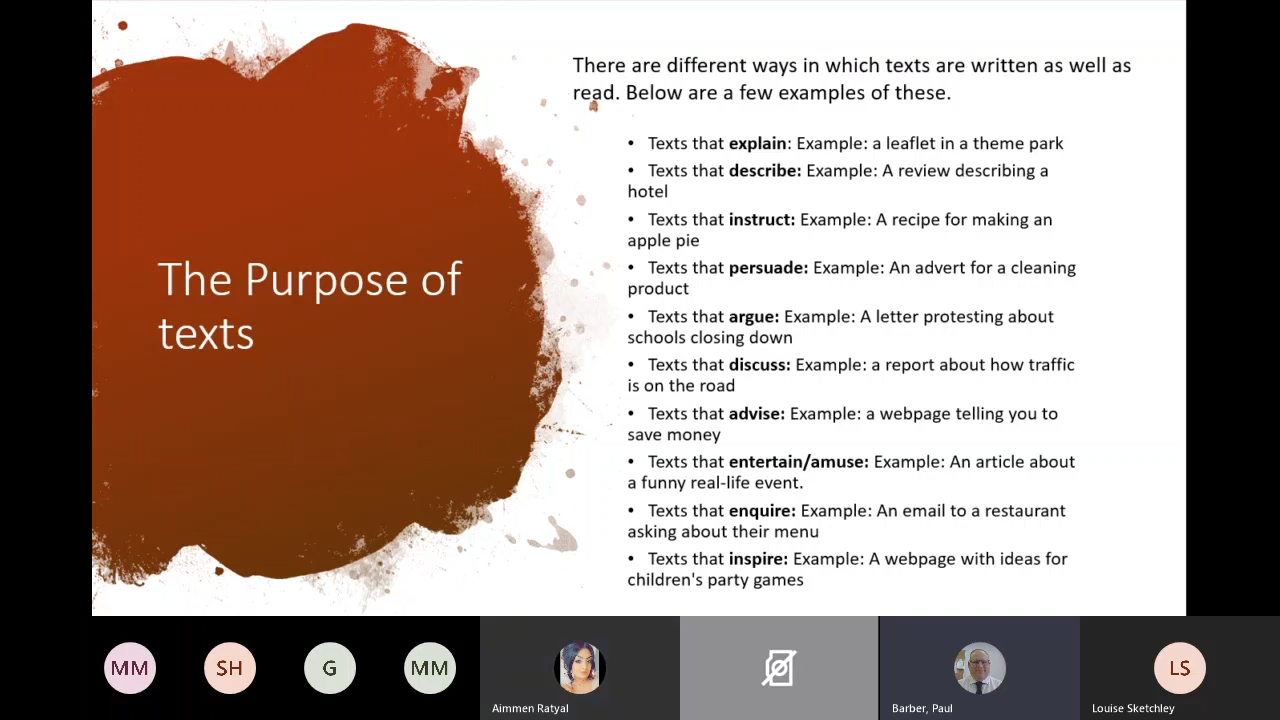 The Purpose of
texts
There are different ways in which texts are written as well as
read. Below are a few examples of these.
• Texts that explain: Example: a leaflet in a theme park
• Texts that describe: Example: A review describing a
hotel
• Texts that instruct: Example: A recipe for making an
apple pie
• Texts that persuade: Example: An advert for a cleaning
product
• Texts that argue: Example: A letter protesting about
schools closing down
• Texts that discuss: Example: a report about how traffic
is on the road
• Texts that advise: Example: a webpage telling you to
save money
• Texts that entertain/amuse: Example: An article about
a funny real-life event.
• Texts that enquire: Example: An email to a restaurant
asking about their menu
• Texts that inspire: Example: A webpage with ideas for
children's party games
MM SH G MM LS
Aimmen Ratyal Barber, Paul Louise Sketchley